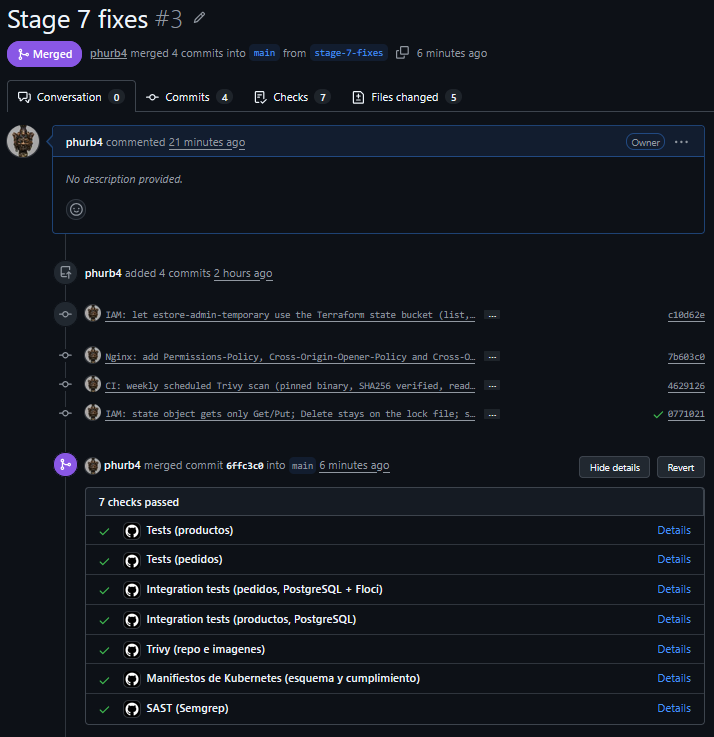 Stage 7 fixes #3
Merged phurb4 merged 4 commits into main from stage-7-fixes 6 minutes ago
Conversation 0 Commits 4 Checks 7 Files changed 5
phurb4 commented 21 minutes ago Owner ...
No description provided.
phurb4 added 4 commits 2 hours ago
IAM: let estore-admin-temporary use the Terraform state bucket (list,… ... c10d62e
Nginx: add Permissions-Policy, Cross-Origin-Opener-Policy and Cross-O… ... 7b603c0
CI: weekly scheduled Trivy scan (pinned binary, SHA256 verified, read… ... 4629126
IAM: state object gets only Get/Put; Delete stays on the lock file; s… ... 0771021
phurb4 merged commit 6ffc3c0 into main 6 minutes ago Hide details Revert
7 checks passed
Tests (productos) Details
Tests (pedidos) Details
Integration tests (pedidos, PostgreSQL + Floci) Details
Integration tests (productos, PostgreSQL) Details
Trivy (repo e imagenes) Details
Manifiestos de Kubernetes (esquema y cumplimiento) Details
SAST (Semgrep) Details